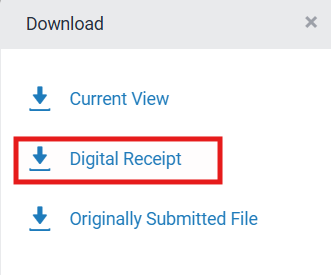 Download
Current View
Digital Receipt
Originally Submitted File